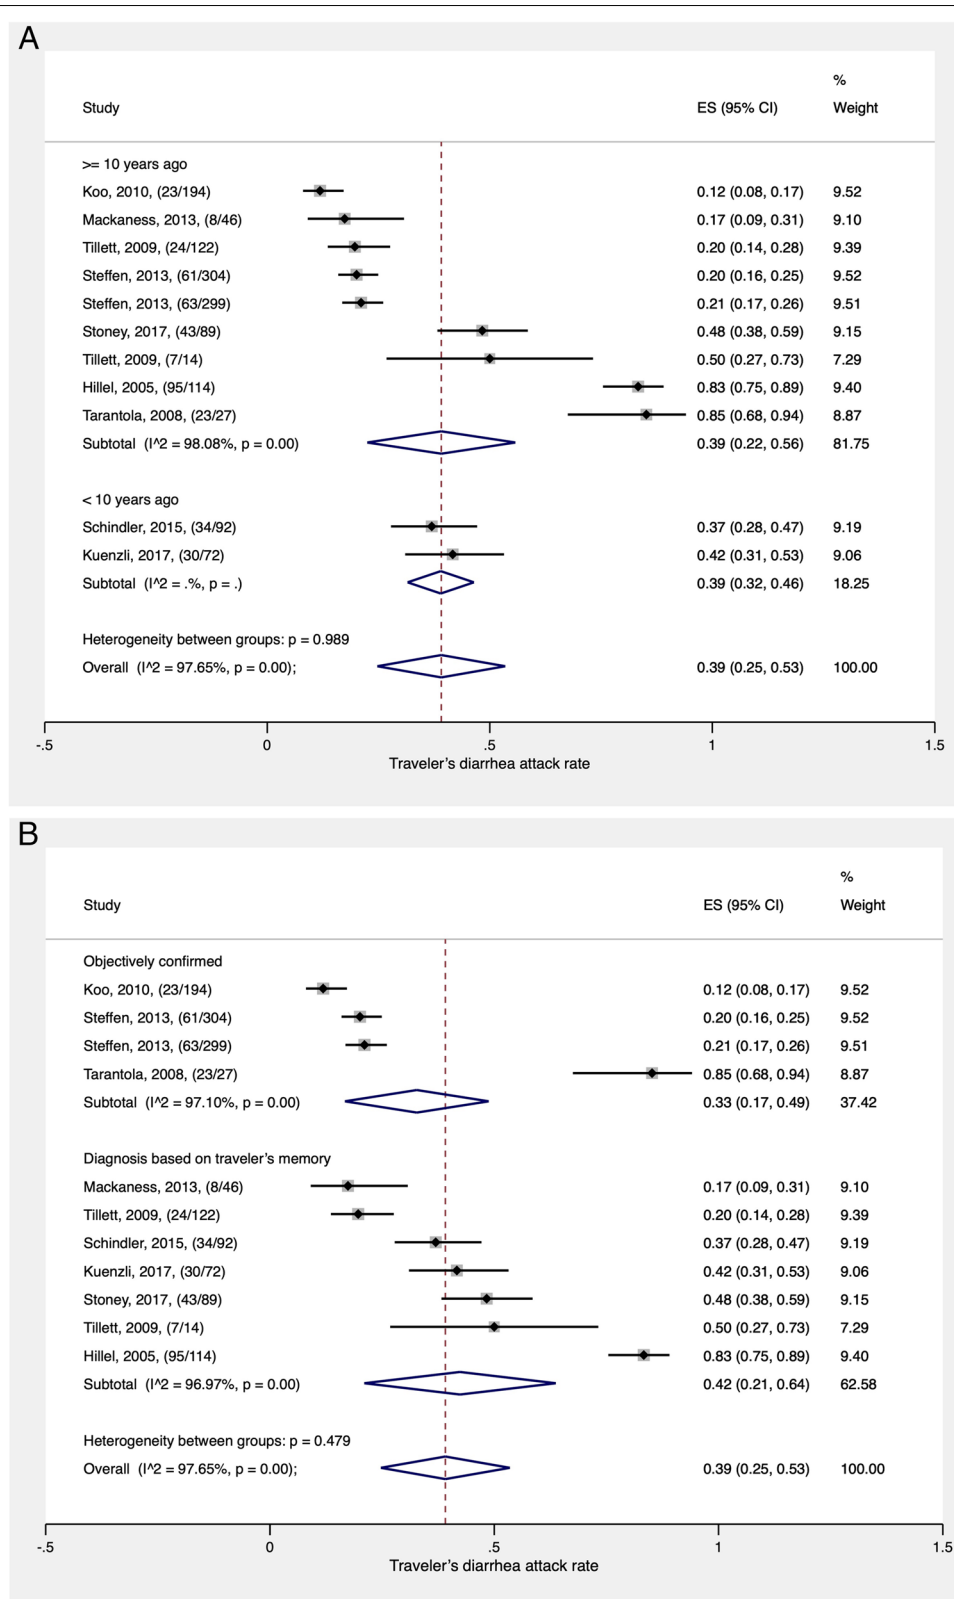 A
%
Study ES (95% CI) Weight
>= 10 years ago
Koo, 2010, (23/194) 0.12 (0.08, 0.17) 9.52
Mackaness, 2013, (8/46) 0.17 (0.09, 0.31) 9.10
Tillett, 2009, (24/122) 0.20 (0.14, 0.28) 9.39
Steffen, 2013, (61/304) 0.20 (0.16, 0.25) 9.52
Steffen, 2013, (63/299) 0.21 (0.17, 0.26) 9.51
Stoney, 2017, (43/89) 0.48 (0.38, 0.59) 9.15
Tillett, 2009, (7/14) 0.50 (0.27, 0.73) 7.29
Hillel, 2005, (95/114) 0.83 (0.75, 0.89) 9.40
Tarantola, 2008, (23/27) 0.85 (0.68, 0.94) 8.87
Subtotal (I^2 = 98.08%, p = 0.00) 0.39 (0.22, 0.56) 81.75
< 10 years ago
Schindler, 2015, (34/92) 0.37 (0.28, 0.47) 9.19
Kuenzli, 2017, (30/72) 0.42 (0.31, 0.53) 9.06
Subtotal (I^2 = .%, p = .) 0.39 (0.32, 0.46) 18.25
Heterogeneity between groups: p = 0.989
Overall (I^2 = 97.65%, p = 0.00); 0.39 (0.25, 0.53) 100.00
-.5 0 .5 1 1.5
Traveler's diarrhea attack rate
B
%
Study ES (95% CI) Weight
Objectively confirmed
Koo, 2010, (23/194) 0.12 (0.08, 0.17) 9.52
Steffen, 2013, (61/304) 0.20 (0.16, 0.25) 9.52
Steffen, 2013, (63/299) 0.21 (0.17, 0.26) 9.51
Tarantola, 2008, (23/27) 0.85 (0.68, 0.94) 8.87
Subtotal (I^2 = 97.10%, p = 0.00) 0.33 (0.17, 0.49) 37.42
Diagnosis based on traveler's memory
Mackaness, 2013, (8/46) 0.17 (0.09, 0.31) 9.10
Tillett, 2009, (24/122) 0.20 (0.14, 0.28) 9.39
Schindler, 2015, (34/92) 0.37 (0.28, 0.47) 9.19
Kuenzli, 2017, (30/72) 0.42 (0.31, 0.53) 9.06
Stoney, 2017, (43/89) 0.48 (0.38, 0.59) 9.15
Tillett, 2009, (7/14) 0.50 (0.27, 0.73) 7.29
Hillel, 2005, (95/114) 0.83 (0.75, 0.89) 9.40
Subtotal (I^2 = 96.97%, p = 0.00) 0.42 (0.21, 0.64) 62.58
Heterogeneity between groups: p = 0.479
Overall (I^2 = 97.65%, p = 0.00); 0.39 (0.25, 0.53) 100.00
-.5 0 .5 1 1.5
Traveler's diarrhea attack rate